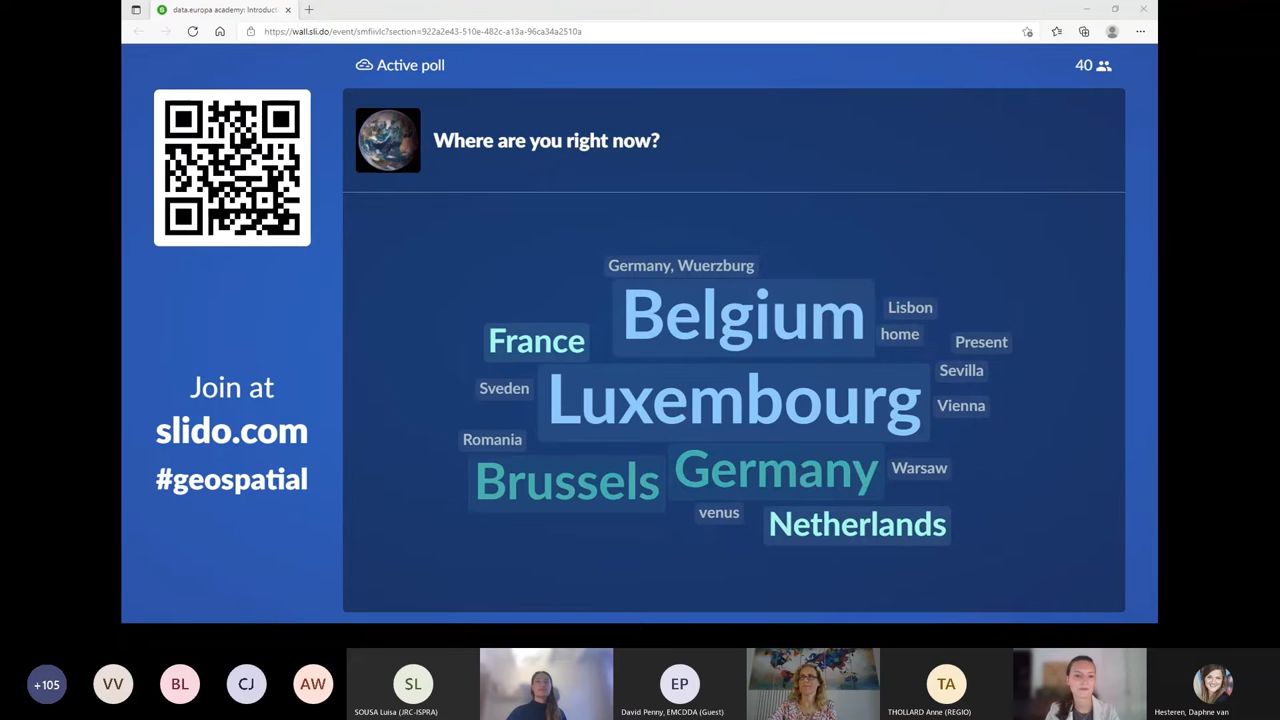 data.europa academy: Introducti
https://wall.sli.do/event/smfiivlc?section=922a2e43-510e-482c-a13a-96ca34a2510a
Active poll
40
Where are you right now?
Join at
slido.com
#geospatial
Germany, Wuerzburg
Belgium
Lisbon
home
France
Present
Sevilla
Sveden
Luxembourg
Vienna
Romania
Brussels
Germany
Warsaw
venus
Netherlands
+105
VV
BL
CJ
AW
SL
SOUSA Luisa (JRC-ISPRA)
EP
David Penny, EMCDDA (Guest)
TA
THOLLARD Anne (REGIO)
Hesteren, Daphne van